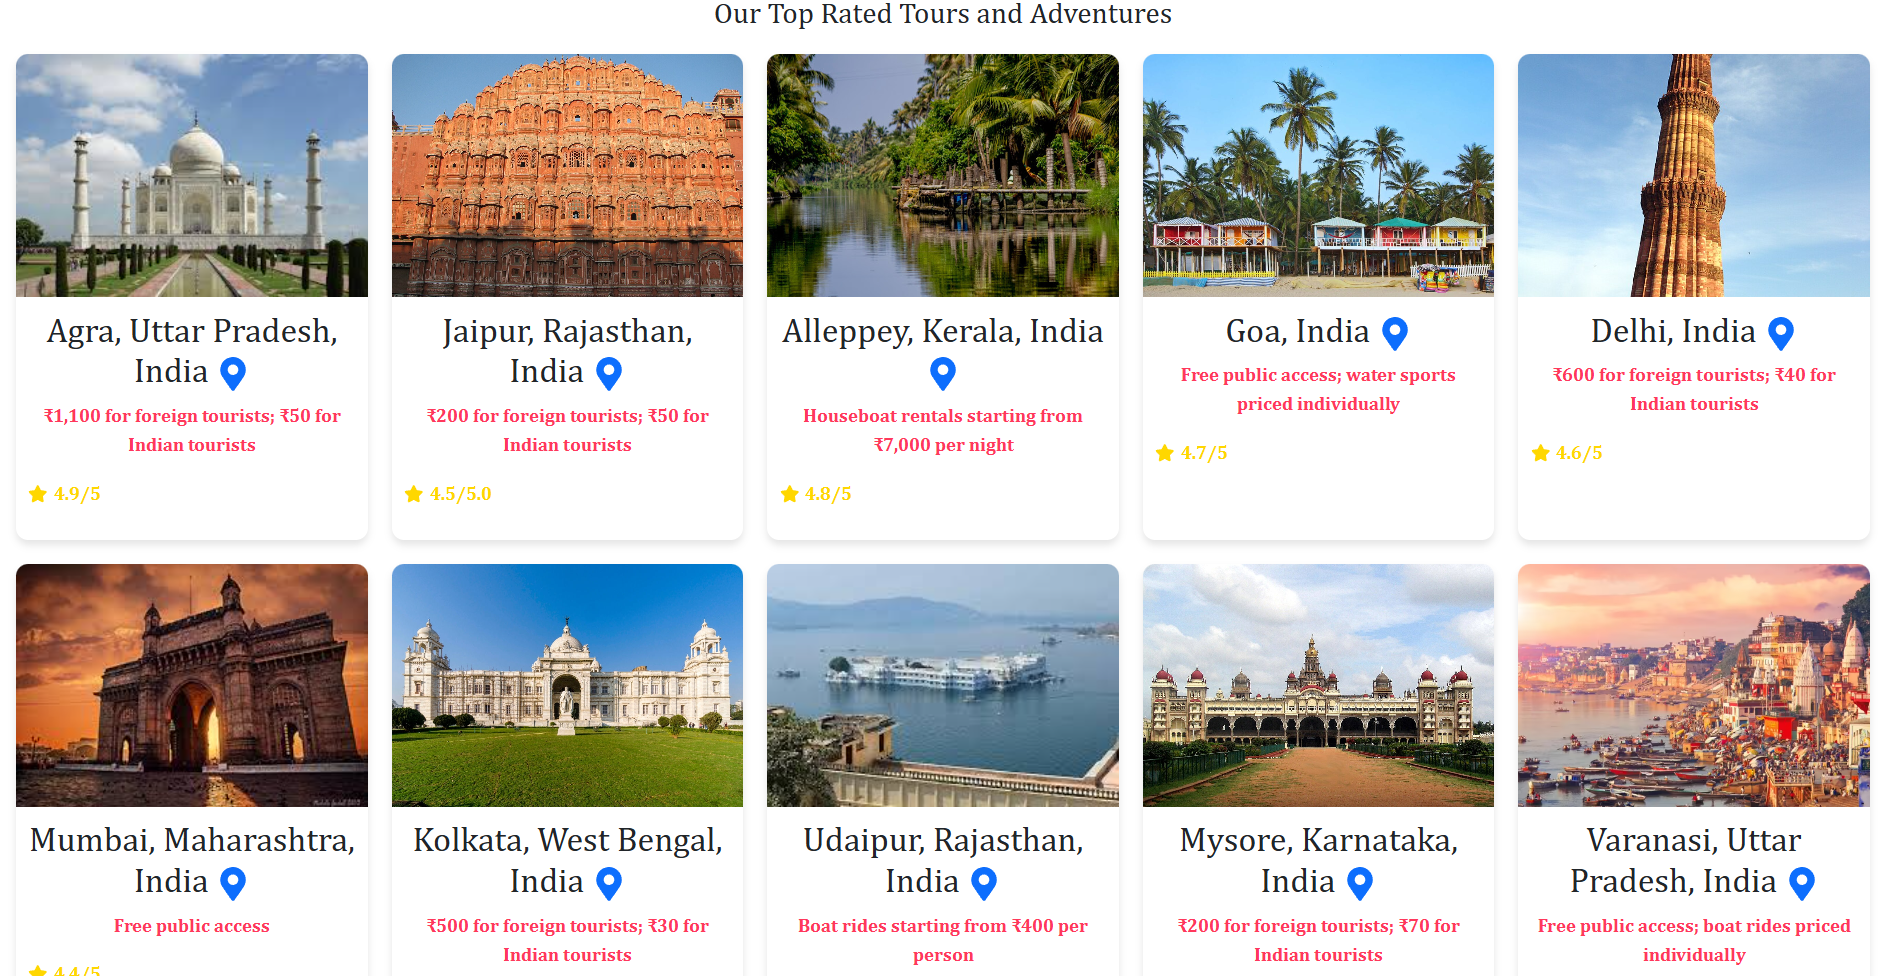 Our Top Rated Tours and Adventures
Agra, Uttar Pradesh,
India
₹1,100 for foreign tourists; ₹50 for
Indian tourists
4.9/5
Jaipur, Rajasthan,
India
₹200 for foreign tourists; ₹50 for
Indian tourists
4.5/5.0
Alleppey, Kerala, India
Houseboat rentals starting from
₹7,000 per night
4.8/5
Goa, India
Free public access; water sports
priced individually
4.7/5
Delhi, India
₹600 for foreign tourists; ₹40 for
Indian tourists
4.6/5
Mumbai, Maharashtra,
India
Free public access
4.4/5
Kolkata, West Bengal,
India
₹500 for foreign tourists; ₹30 for
Indian tourists
Udaipur, Rajasthan,
India
Boat rides starting from ₹400 per
person
Mysore, Karnataka,
India
₹200 for foreign tourists; ₹70 for
Indian tourists
Varanasi, Uttar
Pradesh, India
Free public access; boat rides priced
individually